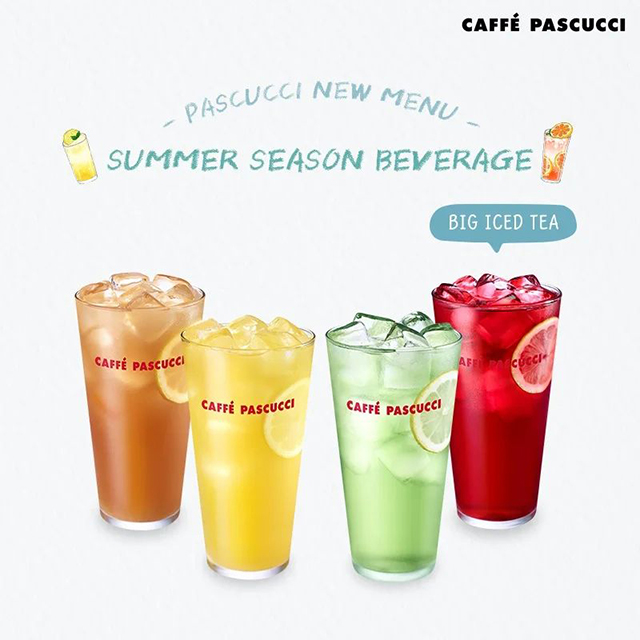 CAFFÉ PASCUCCI
- PASCUCCI NEW MENU -
SUMMER SEASON BEVERAGE
BIG ICED TEA
CAFFÉ PASCUCCI
CAFFÉ PASCUCCI
CAFFÉ PASCUCCI
CAFFÉ PASCUCCI